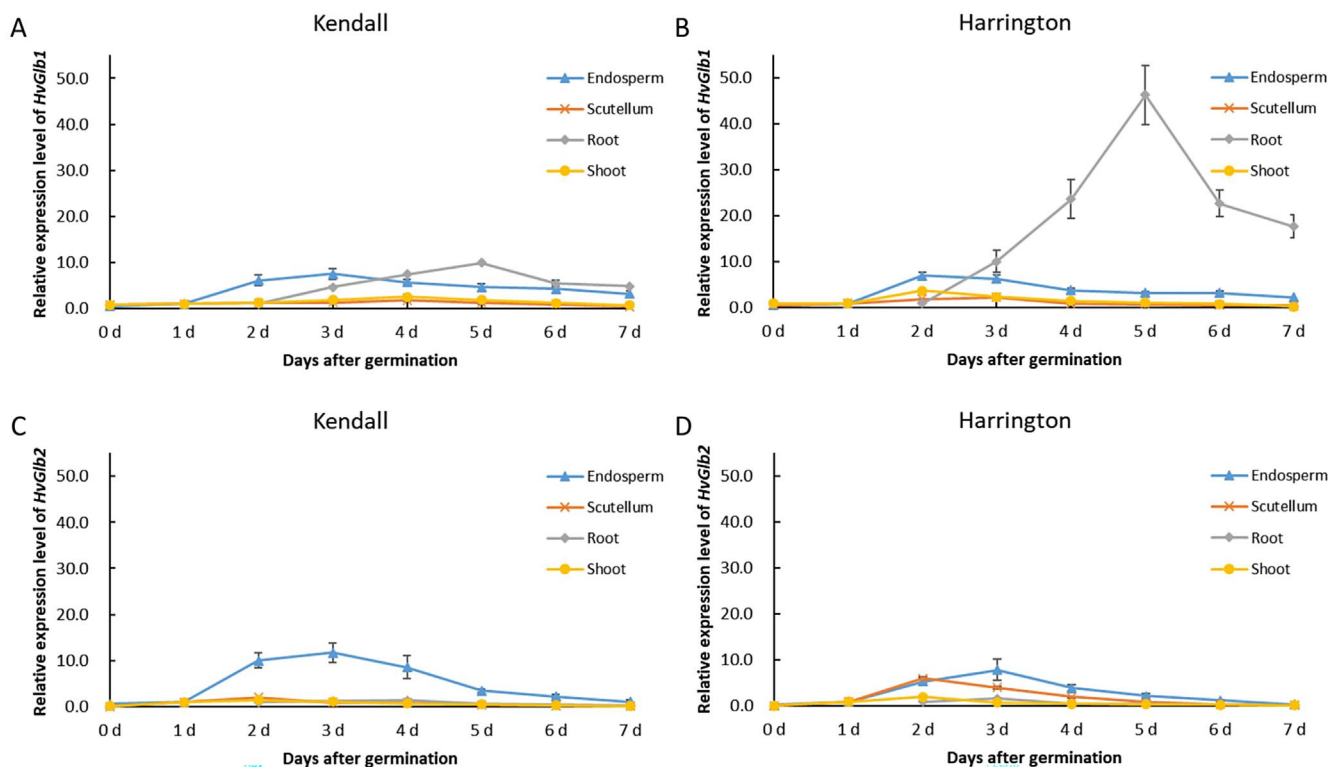 A
Kendall
Relative expression level of HvGlb1
50.0
40.0
30.0
20.0
10.0
0.0
Endosperm
Scutellum
Root
Shoot
0 d 1 d 2 d 3 d 4 d 5 d 6 d 7 d
Days after germination
B
Harrington
Relative expression level of HvGlb1
50.0
40.0
30.0
20.0
10.0
0.0
Endosperm
Scutellum
Root
Shoot
0 d 1 d 2 d 3 d 4 d 5 d 6 d 7 d
Days after germination
C
Kendall
Relative expression level of HvGlb2
50.0
40.0
30.0
20.0
10.0
0.0
Endosperm
Scutellum
Root
Shoot
0 d 1 d 2 d 3 d 4 d 5 d 6 d 7 d
Days after germination
D
Harrington
Relative expression level of HvGlb2
50.0
40.0
30.0
20.0
10.0
0.0
Endosperm
Scutellum
Root
Shoot
0 d 1 d 2 d 3 d 4 d 5 d 6 d 7 d
Days after germination